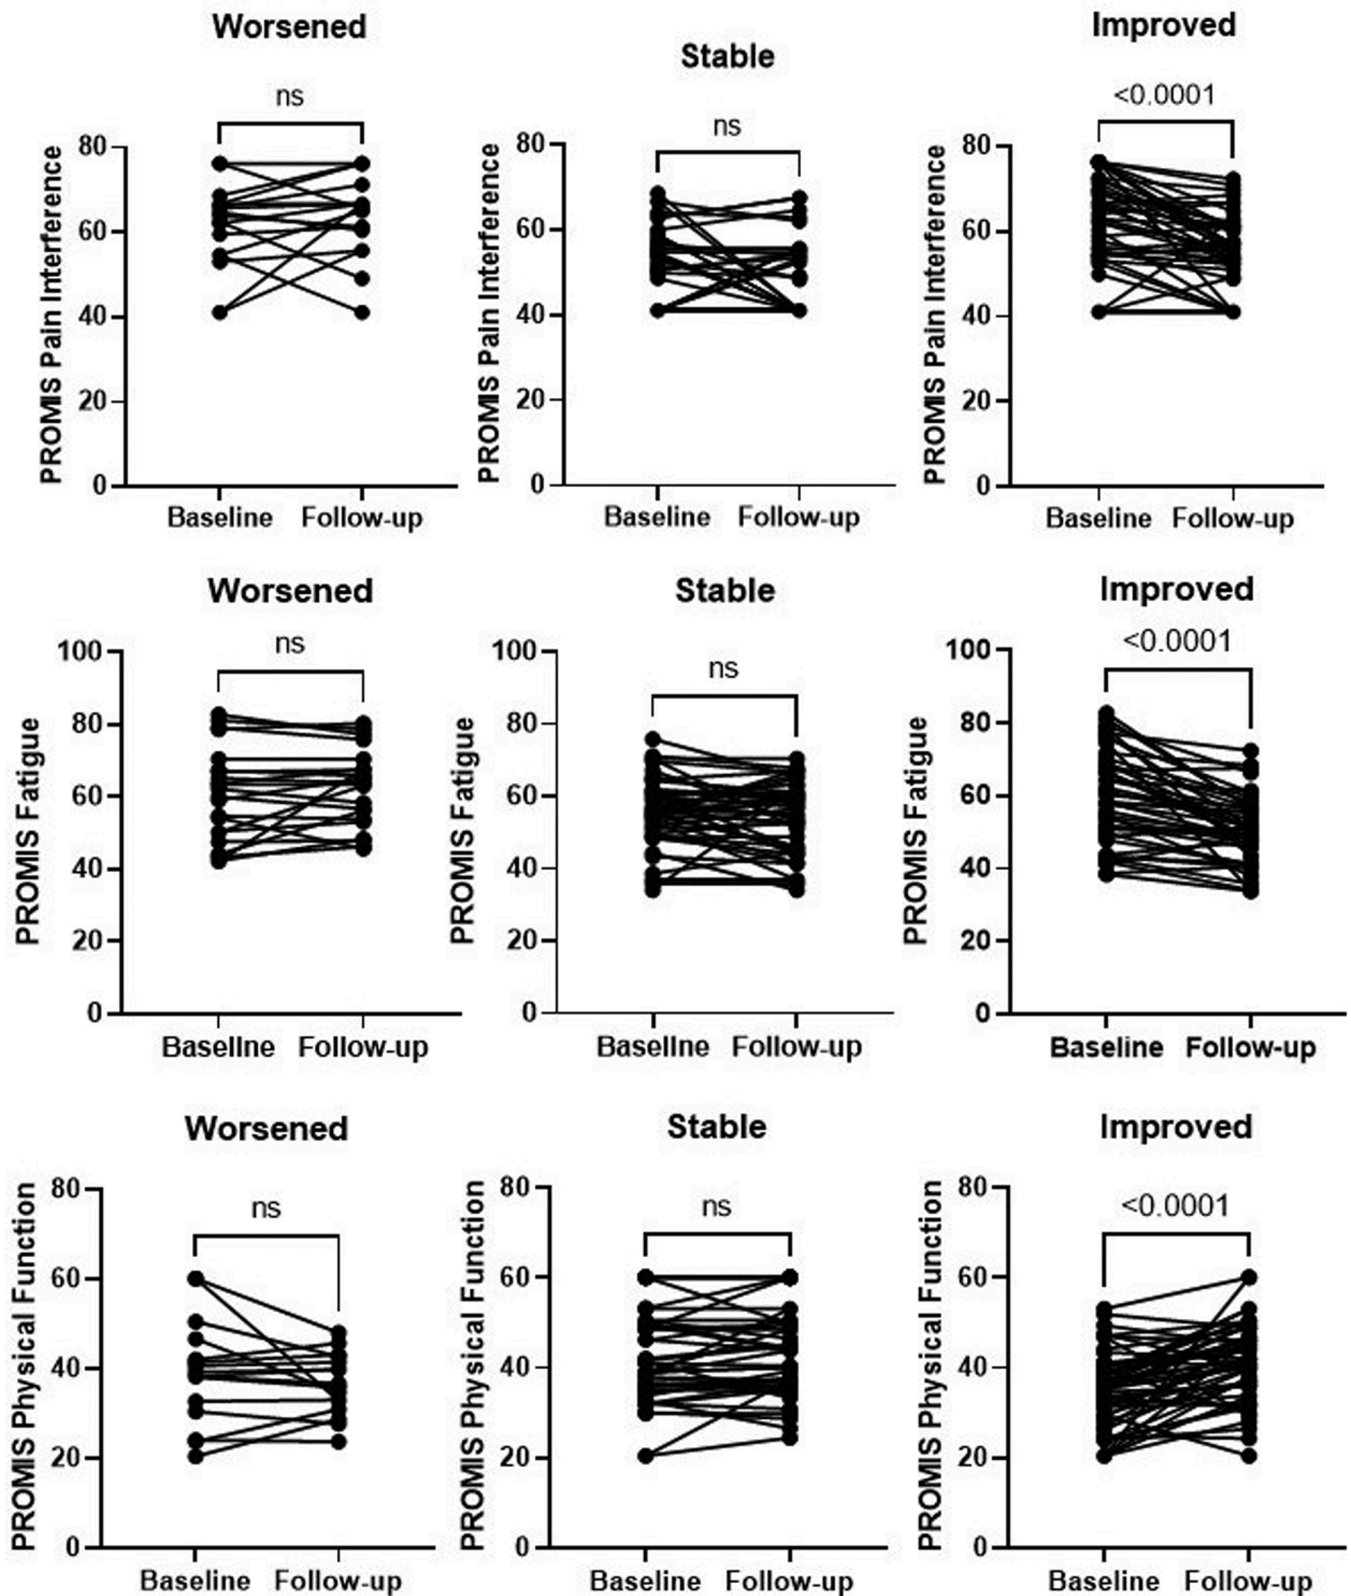 Worsened
Stable
Improved
ns
ns
<0.0001
PROMIS Pain Interference
80
60
40
20
0
Baseline Follow-up
PROMIS Pain Interference
80
60
40
20
0
Baseline Follow-up
PROMIS Pain Interference
80
60
40
20
0
Baseline Follow-up
Worsened
Stable
Improved
ns
ns
<0.0001
PROMIS Fatigue
100
80
60
40
20
0
Baseline Follow-up
PROMIS Fatigue
100
80
60
40
20
0
Baseline Follow-up
PROMIS Fatigue
100
80
60
40
20
0
Baseline Follow-up
Worsened
Stable
Improved
ns
ns
<0.0001
PROMIS Physical Function
80
60
40
20
0
Baseline Follow-up
PROMIS Physical Function
80
60
40
20
0
Baseline Follow-up
PROMIS Physical Function
80
60
40
20
0
Baseline Follow-up